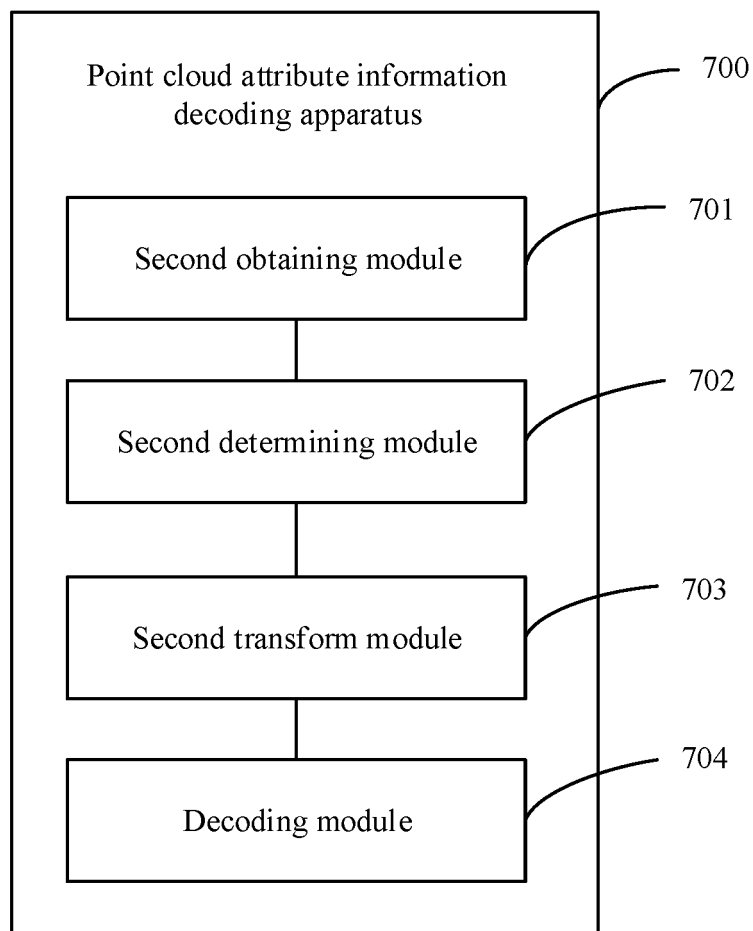 Point cloud attribute information
decoding apparatus
700
Second obtaining module
701
Second determining module
702
Second transform module
703
Decoding module
704